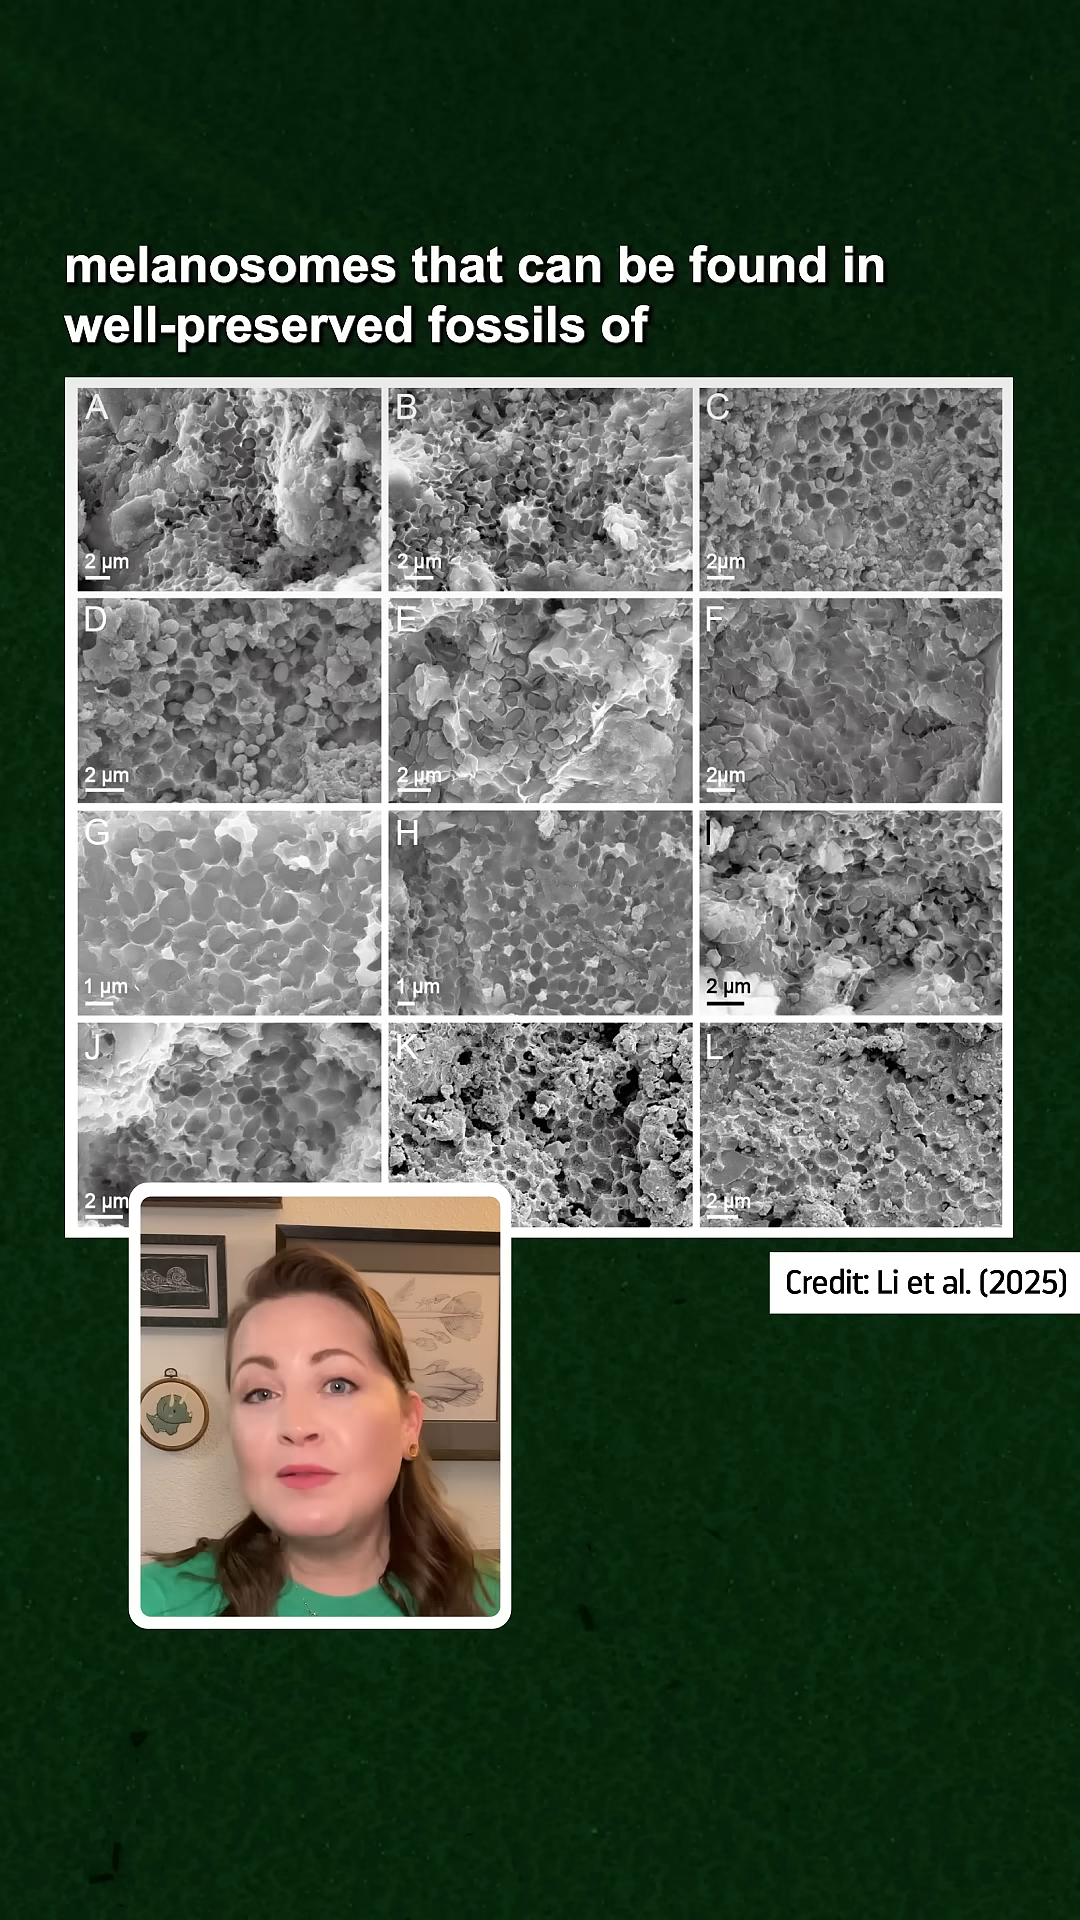 melanosomes that can be found in
well-preserved fossils of
A
B
C
2 µm
2 µm
2µm
D
E
F
2 µm
2 µm
2µm
G
H
I
1 µm
1 µm
2 µm
J
K
L
2 µm
2 µm
Credit: Li et al. (2025)